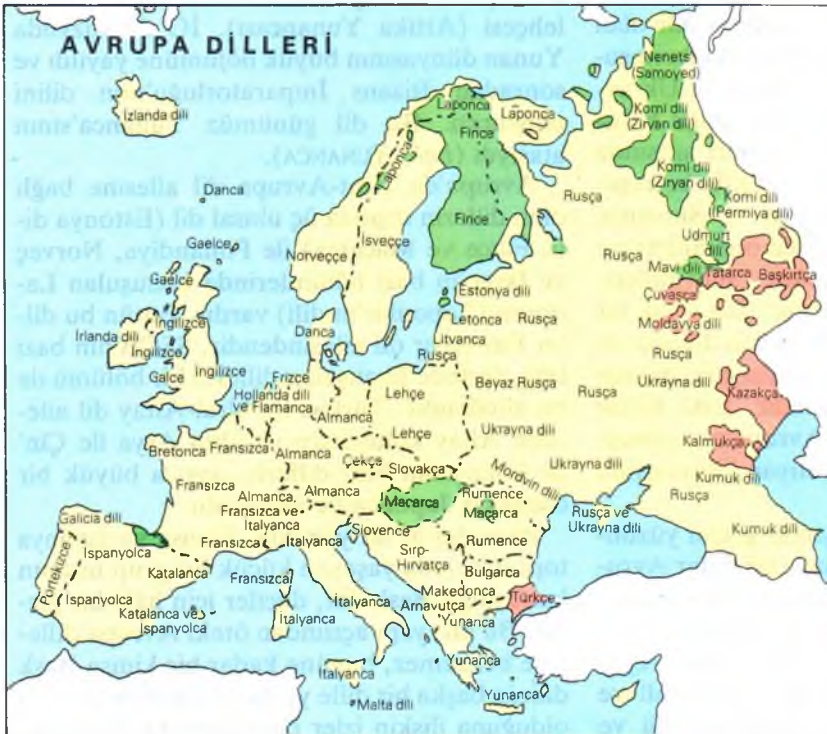 AVRUPA DİLLERİ
İzlanda dili
Danca
Gaelce
Gaelce
İrlanda dili
İngilizce
İngilizce
Galce
İngilizce
Laponca
Laponca
Laponca
Fince
Fince
İsveççe
Norveççe
Danca
Estonya dili
Letonca
Litvanca
Rusça
Rusça
Rusça
Nenets
(Samoyed)
Komi dili
(Ziryan dili)
Komi dili
(Ziryan dili)
Komi dili
(Permiya dili)
Udmurt
dili
Mavi dili
Tatarca
Başkırtça
Çuvaşça
Moldavya dili
Rusça
Rusça
Rusça
Ukrayna dili
Kazakça
Kalmukça
Kumuk dili
Rusça
Kumuk dili
Beyaz Rusça
Ukrayna dili
Ukrayna dili
Mordvin dili
Rusça ve
Ukrayna dili
Frizce
Hollanda dili
ve Flamanca
Almanca
Almanca
Almanca
Almanca
Almanca,
Fransızca ve
İtalyanca
Lehçe
Lehçe
Çekçe
Slovakça
Macarca
Rumence
Macarca
Rumence
Slovence
Sırp-
Hırvatça
Bulgarca
Makedonca
Arnavutça
Türkçe
Yunanca
Yunanca
Yunanca
Bretonca
Fransızca
Fransızca
Fransızca
Fransızca
İtalyanca
İtalyanca
İtalyanca
İtalyanca
Malta dili
Galicia dili
Portekizce
İspanyolca
İspanyolca
Katalanca
Katalanca ve
İspanyolca